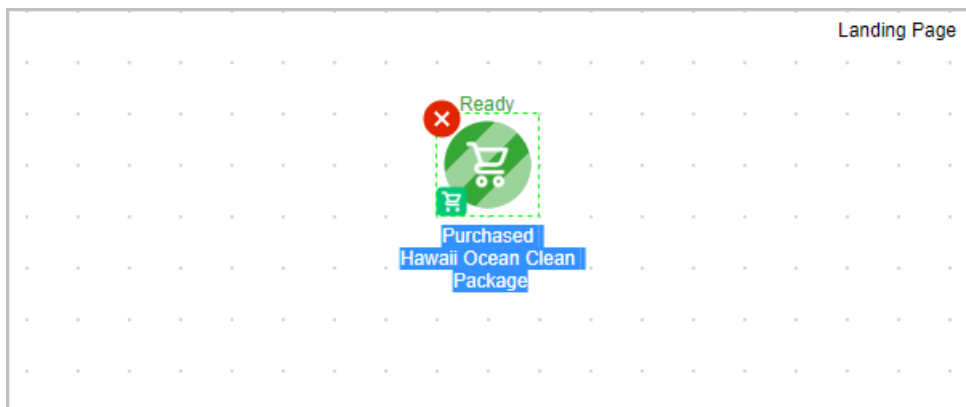 Landing Page
Ready
Purchased
Hawaii Ocean Clean
Package